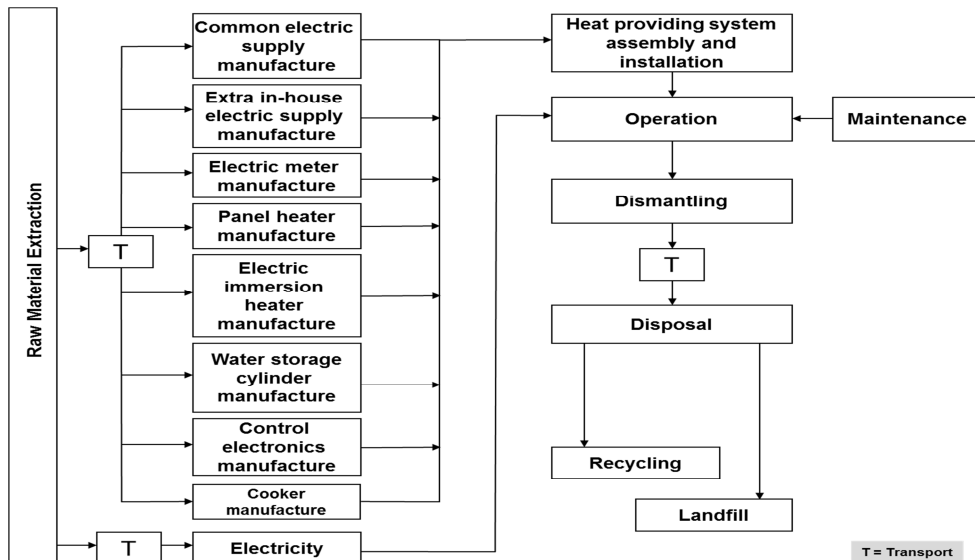 Raw Material Extraction
T
Common electric
supply
manufacture
Extra in-house
electric supply
manufacture
Electric meter
manufacture
Panel heater
manufacture
Electric
immersion
heater
manufacture
Water storage
cylinder
manufacture
Control
electronics
manufacture
Cooker
manufacture
T
Electricity
Heat providing system
assembly and
installation
Operation
Maintenance
Dismantling
T
Disposal
Recycling
Landfill
T = Transport